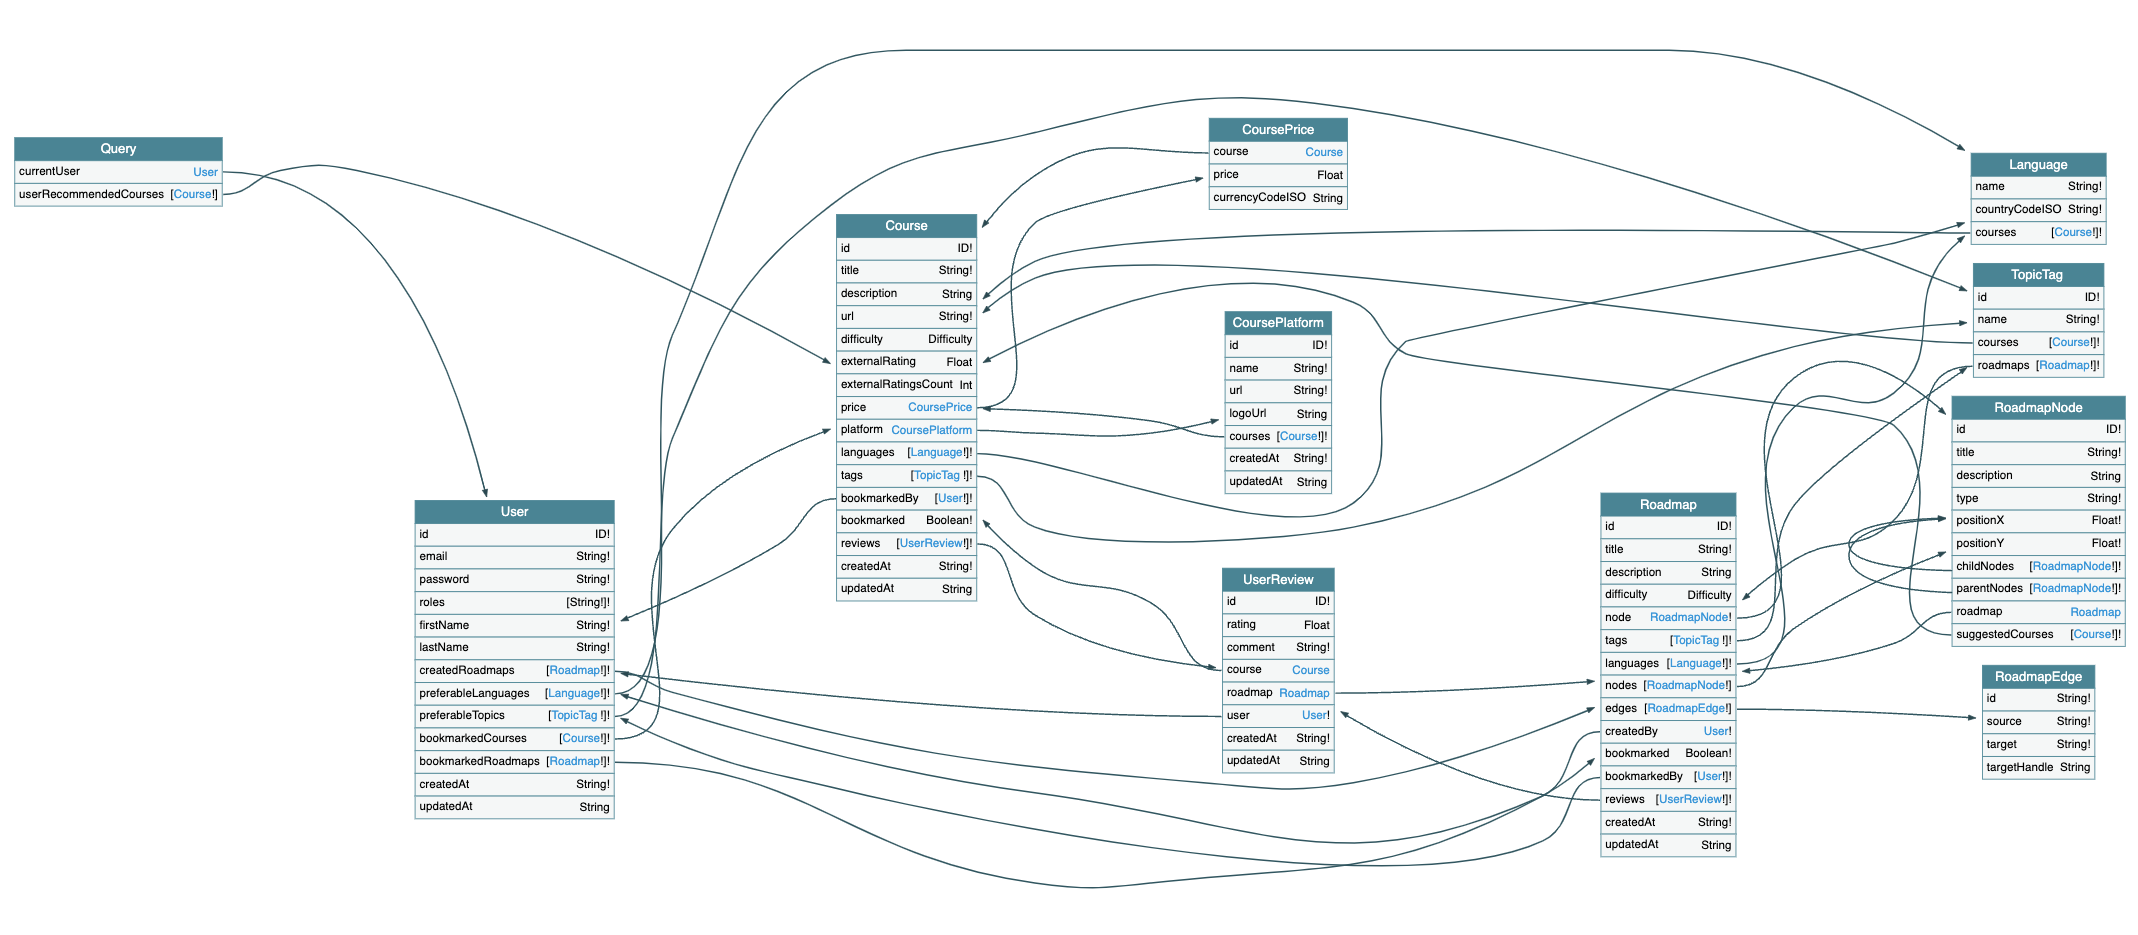 Query
currentUser User
userRecommendedCourses [Course!]
User
id ID!
email String!
password String!
roles [String!]!
firstName String!
lastName String!
createdRoadmaps [Roadmap!]!
preferableLanguages [Language!]!
preferableTopics [TopicTag !]!
bookmarkedCourses [Course!]!
bookmarkedRoadmaps [Roadmap!]!
createdAt String!
updatedAt String
Course
id ID!
title String!
description String
url String!
difficulty Difficulty
externalRating Float
externalRatingsCount Int
price CoursePrice
platform CoursePlatform
languages [Language!]!
tags [TopicTag !]!
bookmarkedBy [User!]!
bookmarked Boolean!
reviews [UserReview!]!
createdAt String!
updatedAt String
CoursePrice
course Course
price Float
currencyCodeISO String
CoursePlatform
id ID!
name String!
url String!
logoUrl String
courses [Course!]!
createdAt String!
updatedAt String
UserReview
id ID!
rating Float
comment String!
course Course
roadmap Roadmap
user User!
createdAt String!
updatedAt String
Roadmap
id ID!
title String!
description String
difficulty Difficulty
node RoadmapNode!
tags [TopicTag !]!
languages [Language!]!
nodes [RoadmapNode!]
edges [RoadmapEdge!]
createdBy User!
bookmarked Boolean!
bookmarkedBy [User!]!
reviews [UserReview!]!
createdAt String!
updatedAt String
Language
name String!
countryCodeISO String!
courses [Course!]!
TopicTag
id ID!
name String!
courses [Course!]!
roadmaps [Roadmap!]!
RoadmapNode
id ID!
title String!
description String
type String!
positionX Float!
positionY Float!
childNodes [RoadmapNode!]!
parentNodes [RoadmapNode!]!
roadmap Roadmap
suggestedCourses [Course!]!
RoadmapEdge
id String!
source String!
target String!
targetHandle String